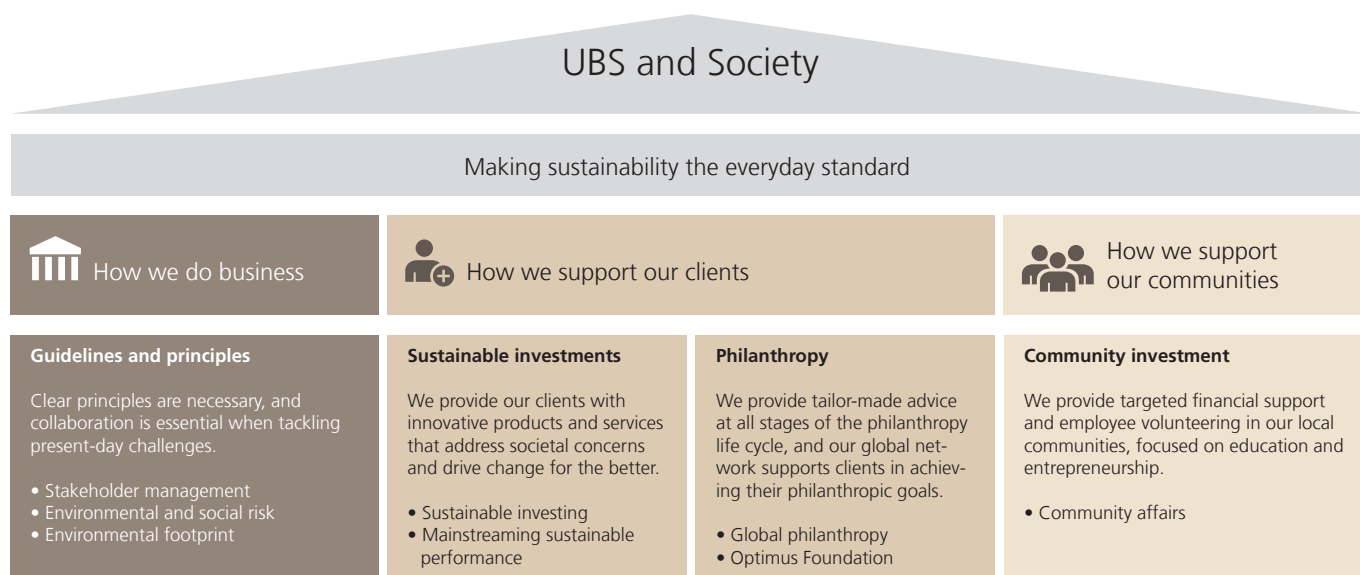 UBS and Society
Making sustainability the everyday standard
How we do business
How we support our clients
How we support
our communities
Guidelines and principles
Clear principles are necessary, and
collaboration is essential when tackling
present-day challenges.
• Stakeholder management
• Environmental and social risk
• Environmental footprint
Sustainable investments
We provide our clients with
innovative products and services
that address societal concerns
and drive change for the better.
• Sustainable investing
• Mainstreaming sustainable
performance
Philanthropy
We provide tailor-made advice
at all stages of the philanthropy
life cycle, and our global net-
work supports clients in achiev-
ing their philanthropic goals.
• Global philanthropy
• Optimus Foundation
Community investment
We provide targeted financial support
and employee volunteering in our local
communities, focused on education and
entrepreneurship.
• Community affairs